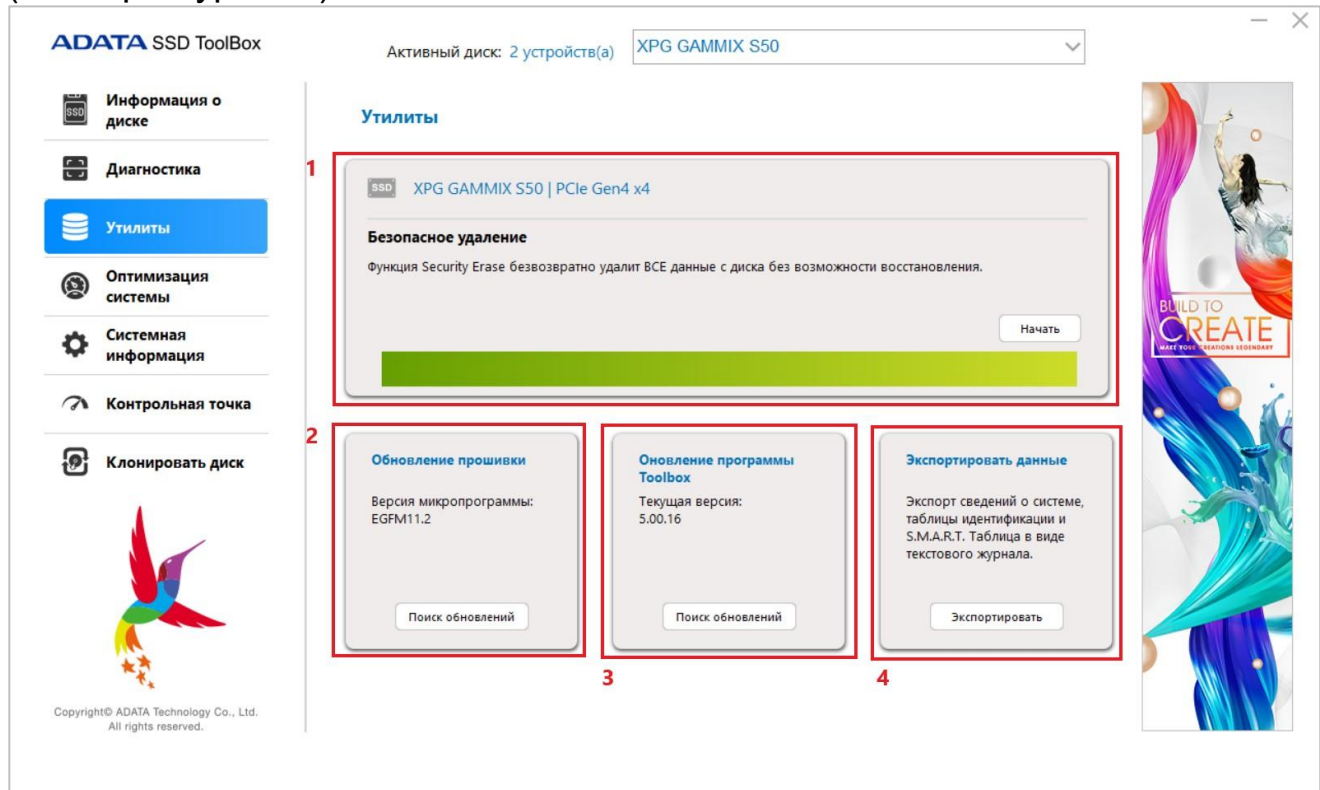 ADATA SSD ToolBox
Активный диск: 2 устройств(а)
XPG GAMMIX S50
Информация о
диске
Диагностика
Утилиты
Оптимизация
системы
Системная
информация
Контрольная точка
Клонировать диск
Copyright© ADATA Technology Co., Ltd.
All rights reserved.
Утилиты
1
SSD
XPG GAMMIX S50 | PCIe Gen4 x4
Безопасное удаление
Функция Security Erase безвозвратно удалит ВСЕ данные с диска без возможности восстановления.
Начать
2
Обновление прошивки
Версия микропрограммы:
EGFM11.2
Поиск обновлений
Оновление программы
Toolbox
Текущая версия:
5.00.16
Поиск обновлений
3
Экспортировать данные
Экспорт сведений о системе,
таблицы идентификации и
S.M.A.R.T. Таблица в виде
текстового журнала.
Экспортировать
4
BUILD TO
CREATE
MAKE YOUR CREATIONS LEGENDARY